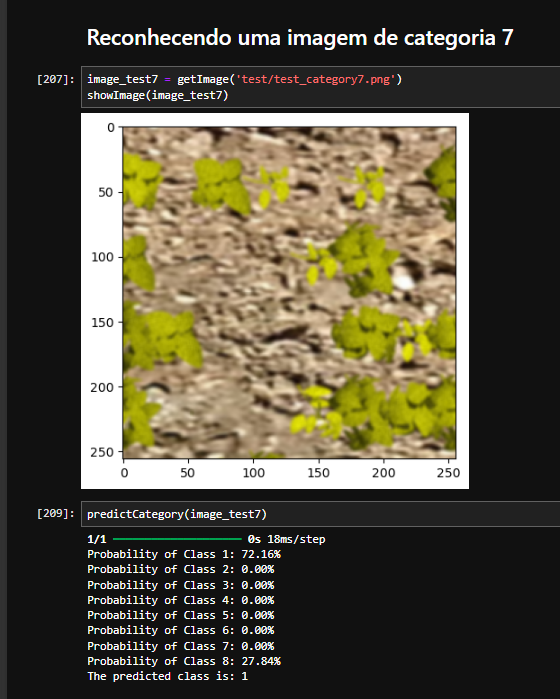 Reconhecendo uma imagem de categoria 7
[207]: image_test7 = getImage('test/test_category7.png')
showImage(image_test7)
0
50
100
150
200
250
0 50 100 150 200 250
[209]: predictCategory(image_test7)
1/1 0s 18ms/step
Probability of Class 1: 72.16%
Probability of Class 2: 0.00%
Probability of Class 3: 0.00%
Probability of Class 4: 0.00%
Probability of Class 5: 0.00%
Probability of Class 6: 0.00%
Probability of Class 7: 0.00%
Probability of Class 8: 27.84%
The predicted class is: 1